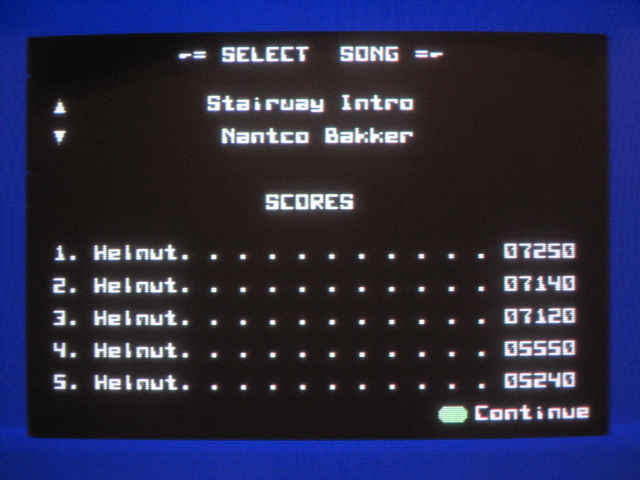 -= SELECT SONG =-
Stairway Intro
Nantco Bakker
SCORES
1. Helmut. . . . . . . . . . . 07250
2. Helmut. . . . . . . . . . . 07140
3. Helmut. . . . . . . . . . . 07120
4. Helmut. . . . . . . . . . . 05550
5. Helmut. . . . . . . . . . . 05240
Continue